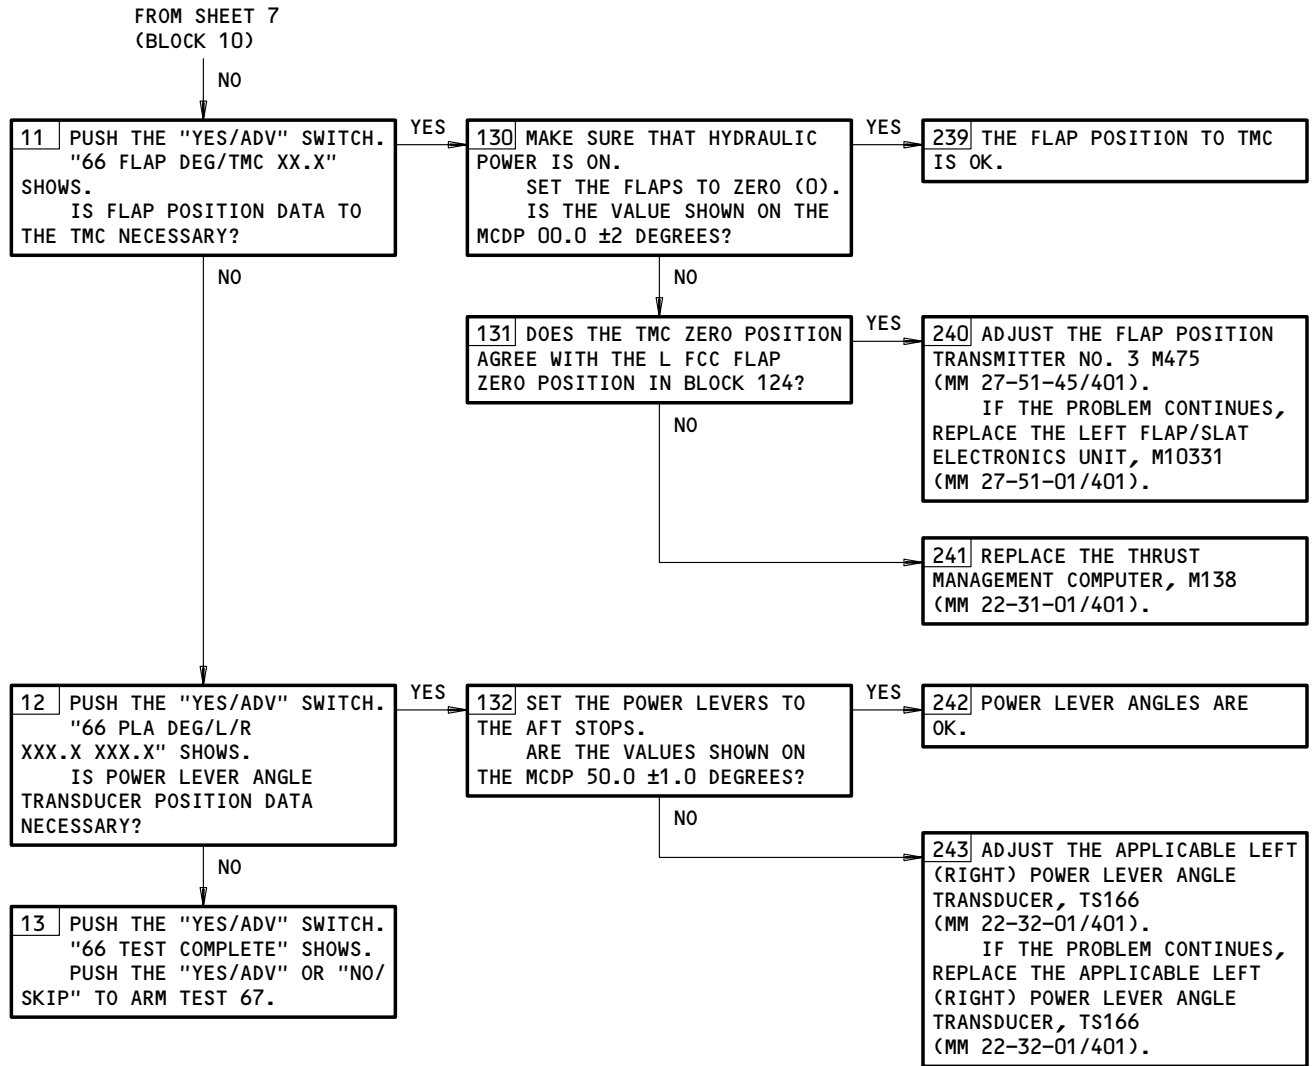 FROM SHEET 7
(BLOCK 10)
NO
11 PUSH THE "YES/ADV" SWITCH.
"66 FLAP DEG/TMC XX.X"
SHOWS.
IS FLAP POSITION DATA TO
THE TMC NECESSARY?
YES
130 MAKE SURE THAT HYDRAULIC
POWER IS ON.
SET THE FLAPS TO ZERO (0).
IS THE VALUE SHOWN ON THE
MCDP 00.0 ±2 DEGREES?
YES
239 THE FLAP POSITION TO TMC
IS OK.
NO
NO
131 DOES THE TMC ZERO POSITION
AGREE WITH THE L FCC FLAP
ZERO POSITION IN BLOCK 124?
YES
240 ADJUST THE FLAP POSITION
TRANSMITTER NO. 3 M475
(MM 27-51-45/401).
IF THE PROBLEM CONTINUES,
REPLACE THE LEFT FLAP/SLAT
ELECTRONICS UNIT, M10331
(MM 27-51-01/401).
NO
241 REPLACE THE THRUST
MANAGEMENT COMPUTER, M138
(MM 22-31-01/401).
12 PUSH THE "YES/ADV" SWITCH.
"66 PLA DEG/L/R
XXX.X XXX.X" SHOWS.
IS POWER LEVER ANGLE
TRANSDUCER POSITION DATA
NECESSARY?
YES
132 SET THE POWER LEVERS TO
THE AFT STOPS.
ARE THE VALUES SHOWN ON
THE MCDP 50.0 ±1.0 DEGREES?
YES
242 POWER LEVER ANGLES ARE
OK.
NO
NO
243 ADJUST THE APPLICABLE LEFT
(RIGHT) POWER LEVER ANGLE
TRANSDUCER, TS166
(MM 22-32-01/401).
IF THE PROBLEM CONTINUES,
REPLACE THE APPLICABLE LEFT
(RIGHT) POWER LEVER ANGLE
TRANSDUCER, TS166
(MM 22-32-01/401).
13 PUSH THE "YES/ADV" SWITCH.
"66 TEST COMPLETE" SHOWS.
PUSH THE "YES/ADV" OR "NO/
SKIP" TO ARM TEST 67.